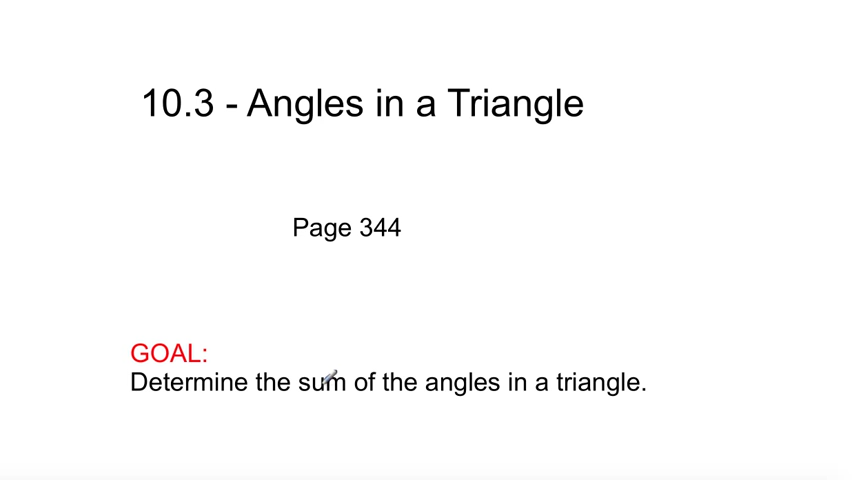 10.3 - Angles in a Triangle
Page 344
GOAL:
Determine the sum of the angles in a triangle.